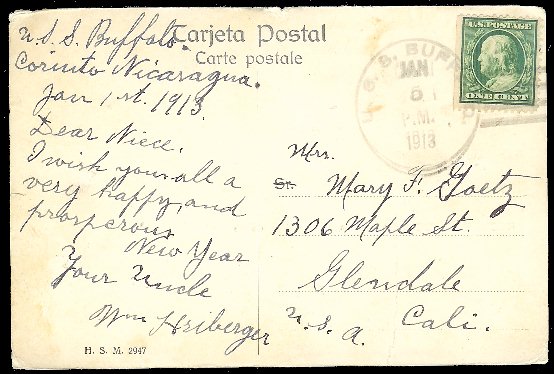 Tarjeta Postal
Carte postale
U.S.S. Buffalo
Corinto Nicaragua.
Jan 1st. 1913.
Dear Niece.
I wish you all a
very happy, and
prosperous
New Year
Your Uncle
Wm Heiberger
H. S. M. 2947
U.S. POSTAGE
ONE CENT
U.S.S. BUFF
JAN
5
P.M.
1913
Mrs.
Sr.
Mary F. Goetz
1306 Maple St.
Glendale
Cali.
U.S.A.